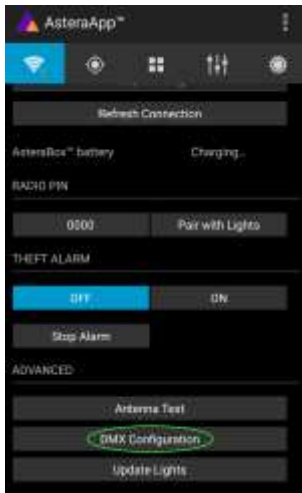 AsteraApp™
Refresh Connection
AsteraBox™ battery Charging..
RADIO PIN
0000 Pair with Lights
THEFT ALARM
OFF ON
Stop Alarm
ADVANCED
Antenna Test
DMX Configuration
Update Lights